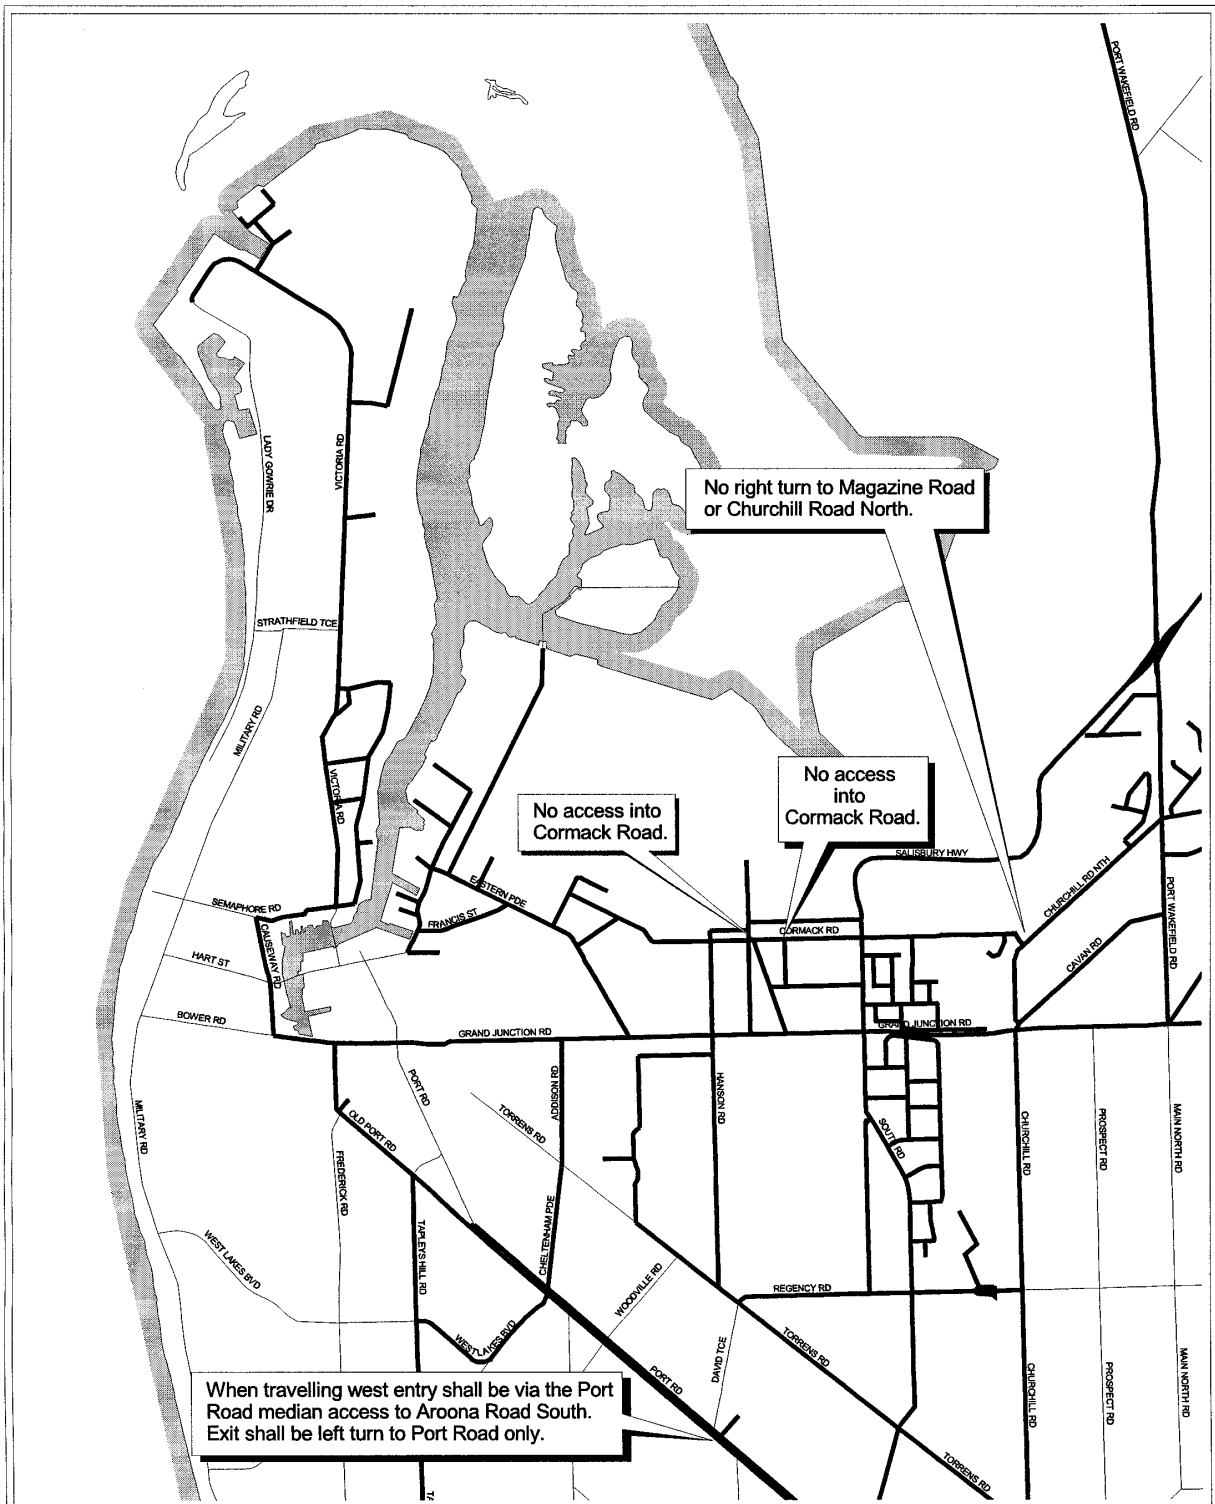 PORT WAKEFIELD RD
LADY GOWRIE DR
VICTORIA RD
No right turn to Magazine Road
or Churchill Road North.
STRATHFIELD TCE
MILITARY RD
VICTORIA RD
No access into
Cormack Road.
No access
into
Cormack Road.
SALISBURY HWY
CHURCHILL RD NTH
PORT WAKEFIELD RD
SEMAPHORE RD
EASTERN PDE
FRANCIS ST
CORMACK RD
CAUSEWAY RD
CAVAN RD
HART ST
BOWER RD
GRAND JUNCTION RD
GRAND JUNCTION RD
PORT RD
ADDISON RD
HANSON RD
MILITARY RD
OLD PORT RD
TORRENS RD
SOUTH RD
CHURCHILL RD
PROSPECT RD
MAIN NORTH RD
FREDERICK RD
TAPLEYS HILL RD
CHELTENHAM PDE
WEST LAKES BVD
WOODVILLE RD
REGENCY RD
WEST LAKES BVD
DAVID TCE
TORRENS RD
PORT RD
CHURCHILL RD
PROSPECT RD
MAIN NORTH RD
When travelling west entry shall be via the Port
Road median access to Aroona Road South.
Exit shall be left turn to Port Road only.
TORRENS RD